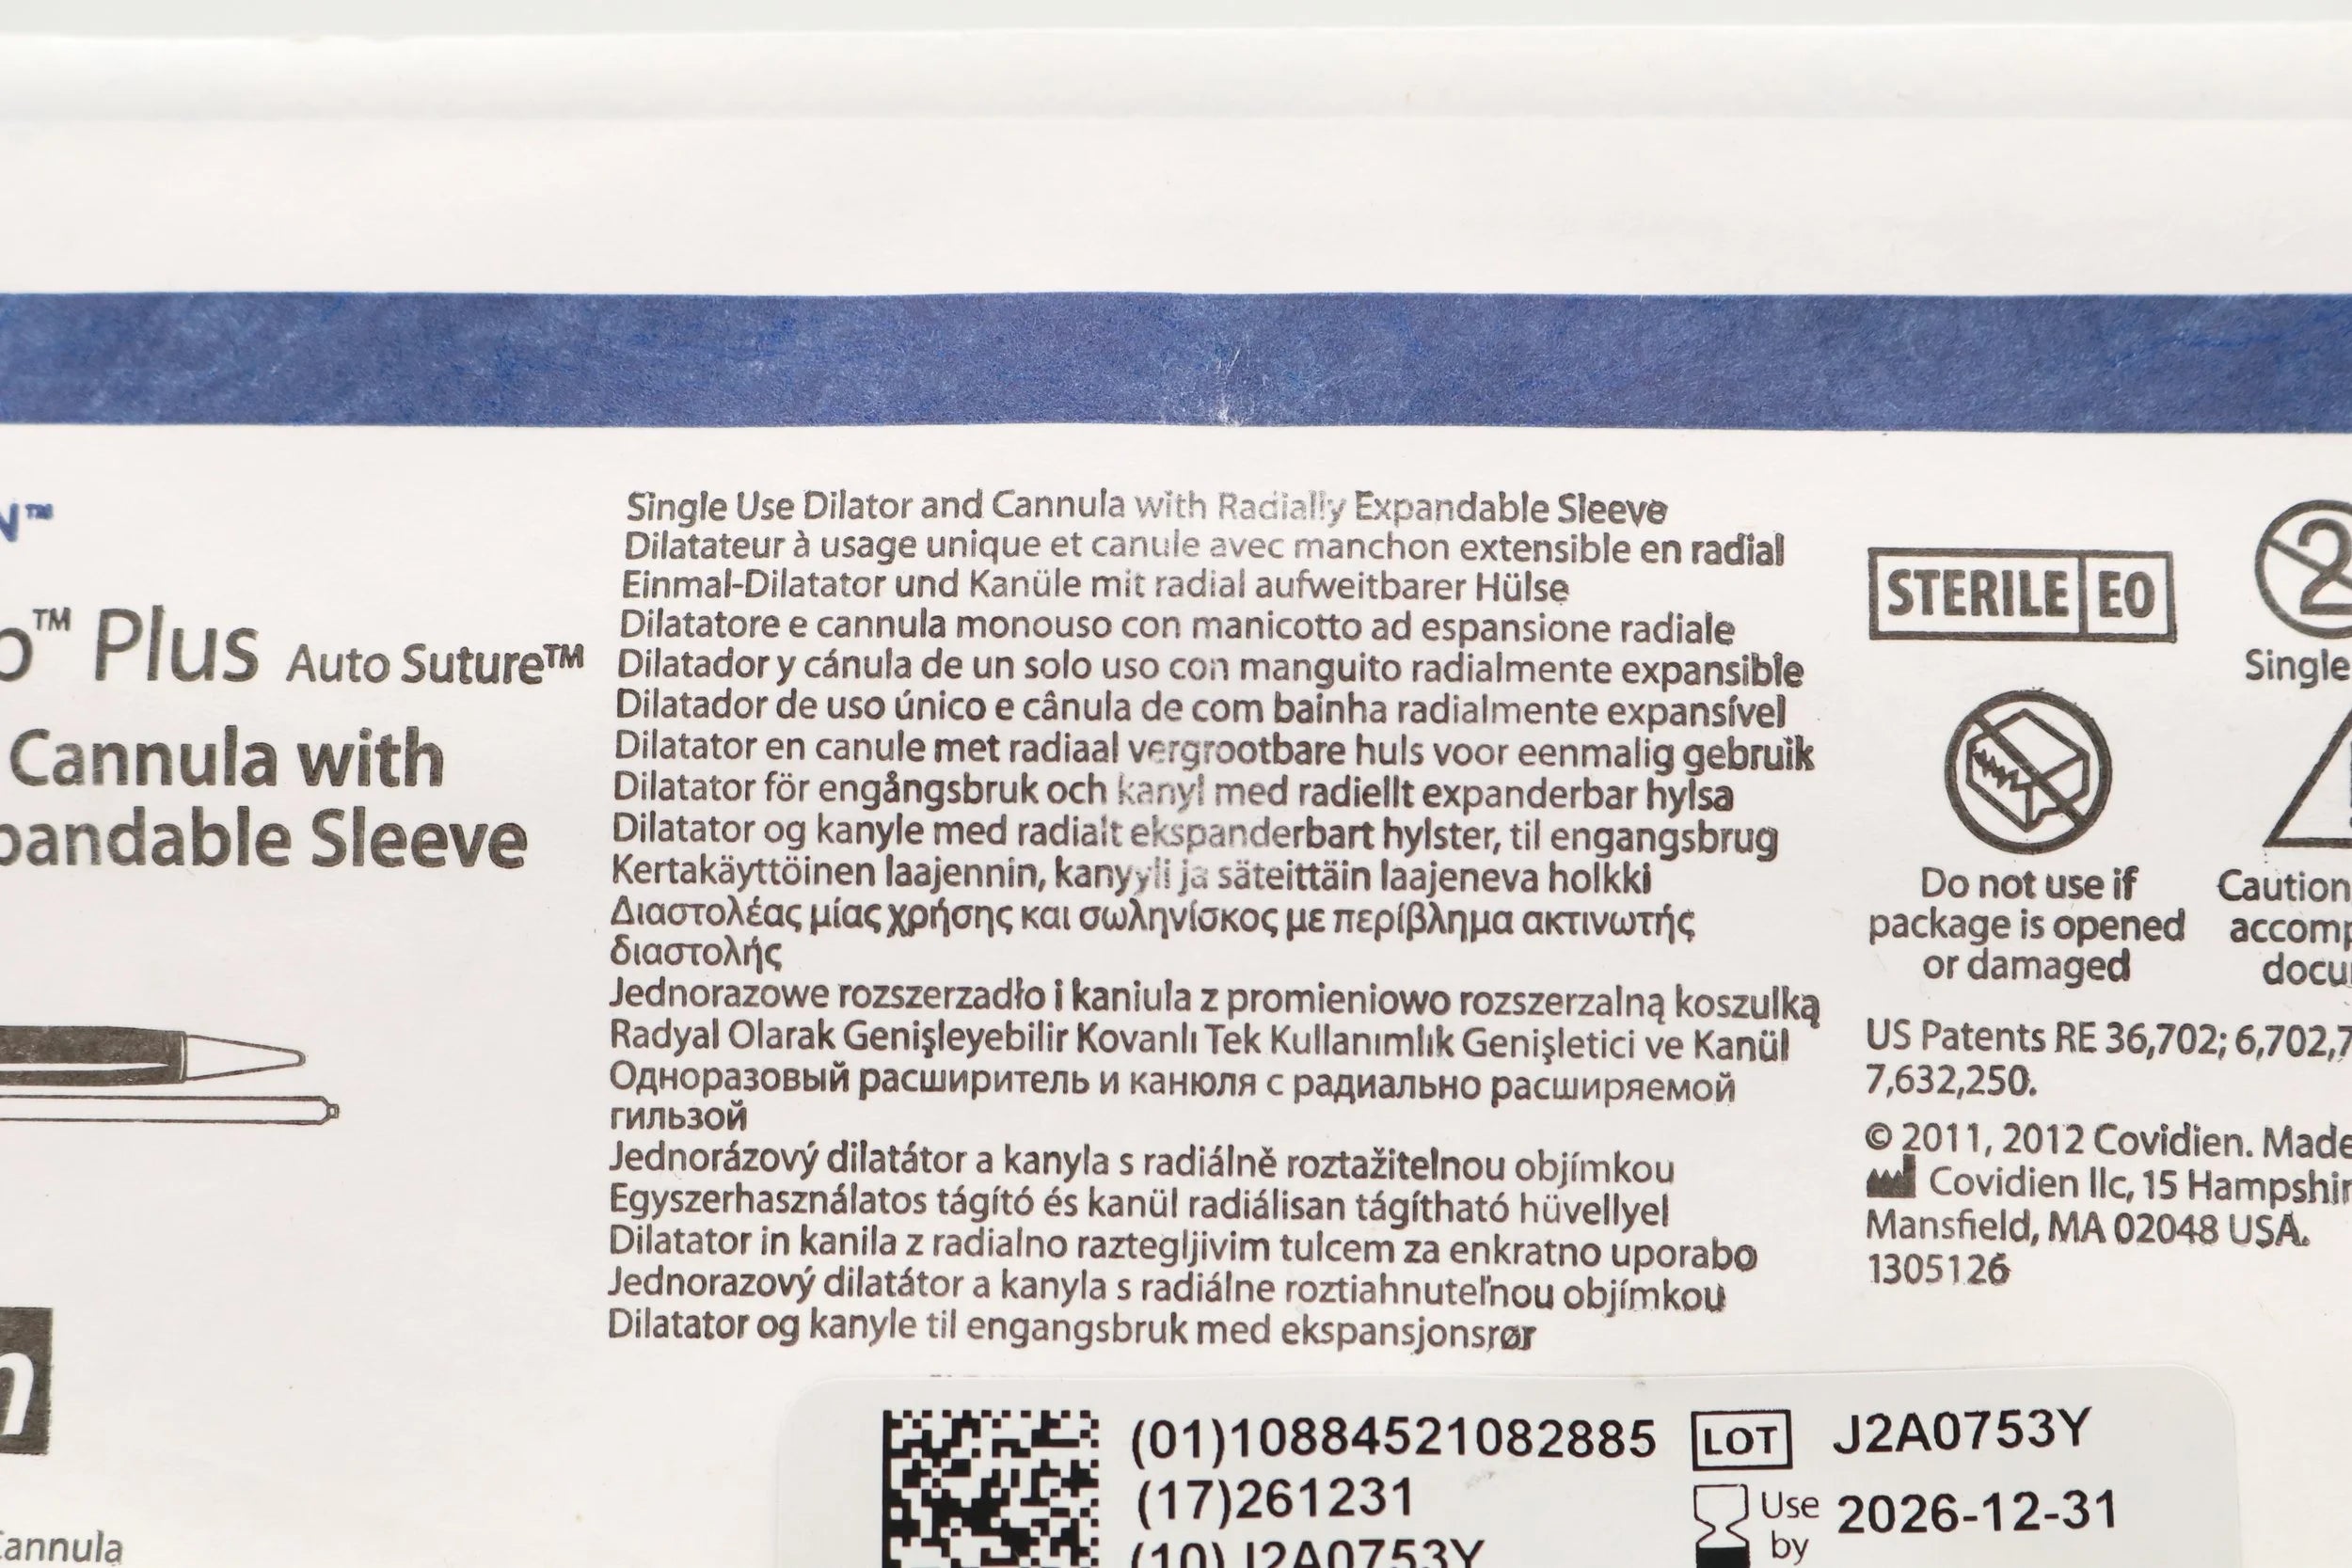 ™
™ Plus Auto Suture™
Cannula with
Sleeve
Single Use Dilator and Cannula with Radially Expandable Sleeve
Dilatateur à usage unique et canule avec manchon extensible en radial
Einmal-Dilatator und Kanüle mit radial aufweitbarer Hülse
Dilatatore e cannula monouso con manicotto ad espansione radiale
Dilatador y cánula de un solo uso con manguito radialmente expansible
Dilatador de uso único e cânula de com bainha radialmente expansível
Dilatator en canule met radiaal vergrootbare huls voor eenmalig gebruik
Dilatator för engångsbruk och kanyl med radiellt expanderbar hylsa
Dilatator og kanyle med radialt ekspanderbart hylster, til engangsbrug
Kertakäyttöinen laajennin, kanyyli ja säteittäin laajeneva holkki
Διαστολέας μίας χρήσης και σωληνίσκος με περίβλημα ακτινωτής
διαστολής
Jednorazowe rozszerzadło i kaniula z promieniowo rozszerzalną koszulką
Radyal Olarak Genişleyebilir Kovanlı Tek Kullanımlık Genişletici ve Kanül
Одноразовый расширитель и канюля с радиально расширяемой
гильзой
Jednorázový dilatátor a kanyla s radiálně roztažitelnou objímkou
Egyszerhasználatos tágító és kanül radiálisan tágítható hüvellyel
Dilatator in kanila z radialno raztegljivim tulcem za enkratno uporabo
Jednorazový dilatátor a kanyla s radiálne roztiahnuteľnou objímkou
Dilatator og kanyle til engangsbruk med ekspansjonsrør
STERILE EO
2
Single
Do not use if
package is opened
or damaged
Caution
US Patents RE 36,702; 6,702,7
7,632,250.
© 2011, 2012 Covidien. Made
Covidien llc, 15 Hampshir
Mansfield, MA 02048 USA.
1305126
(01)10884521082885
(17)261231
(10)J2A0753Y
LOT J2A0753Y
Use by 2026-12-31